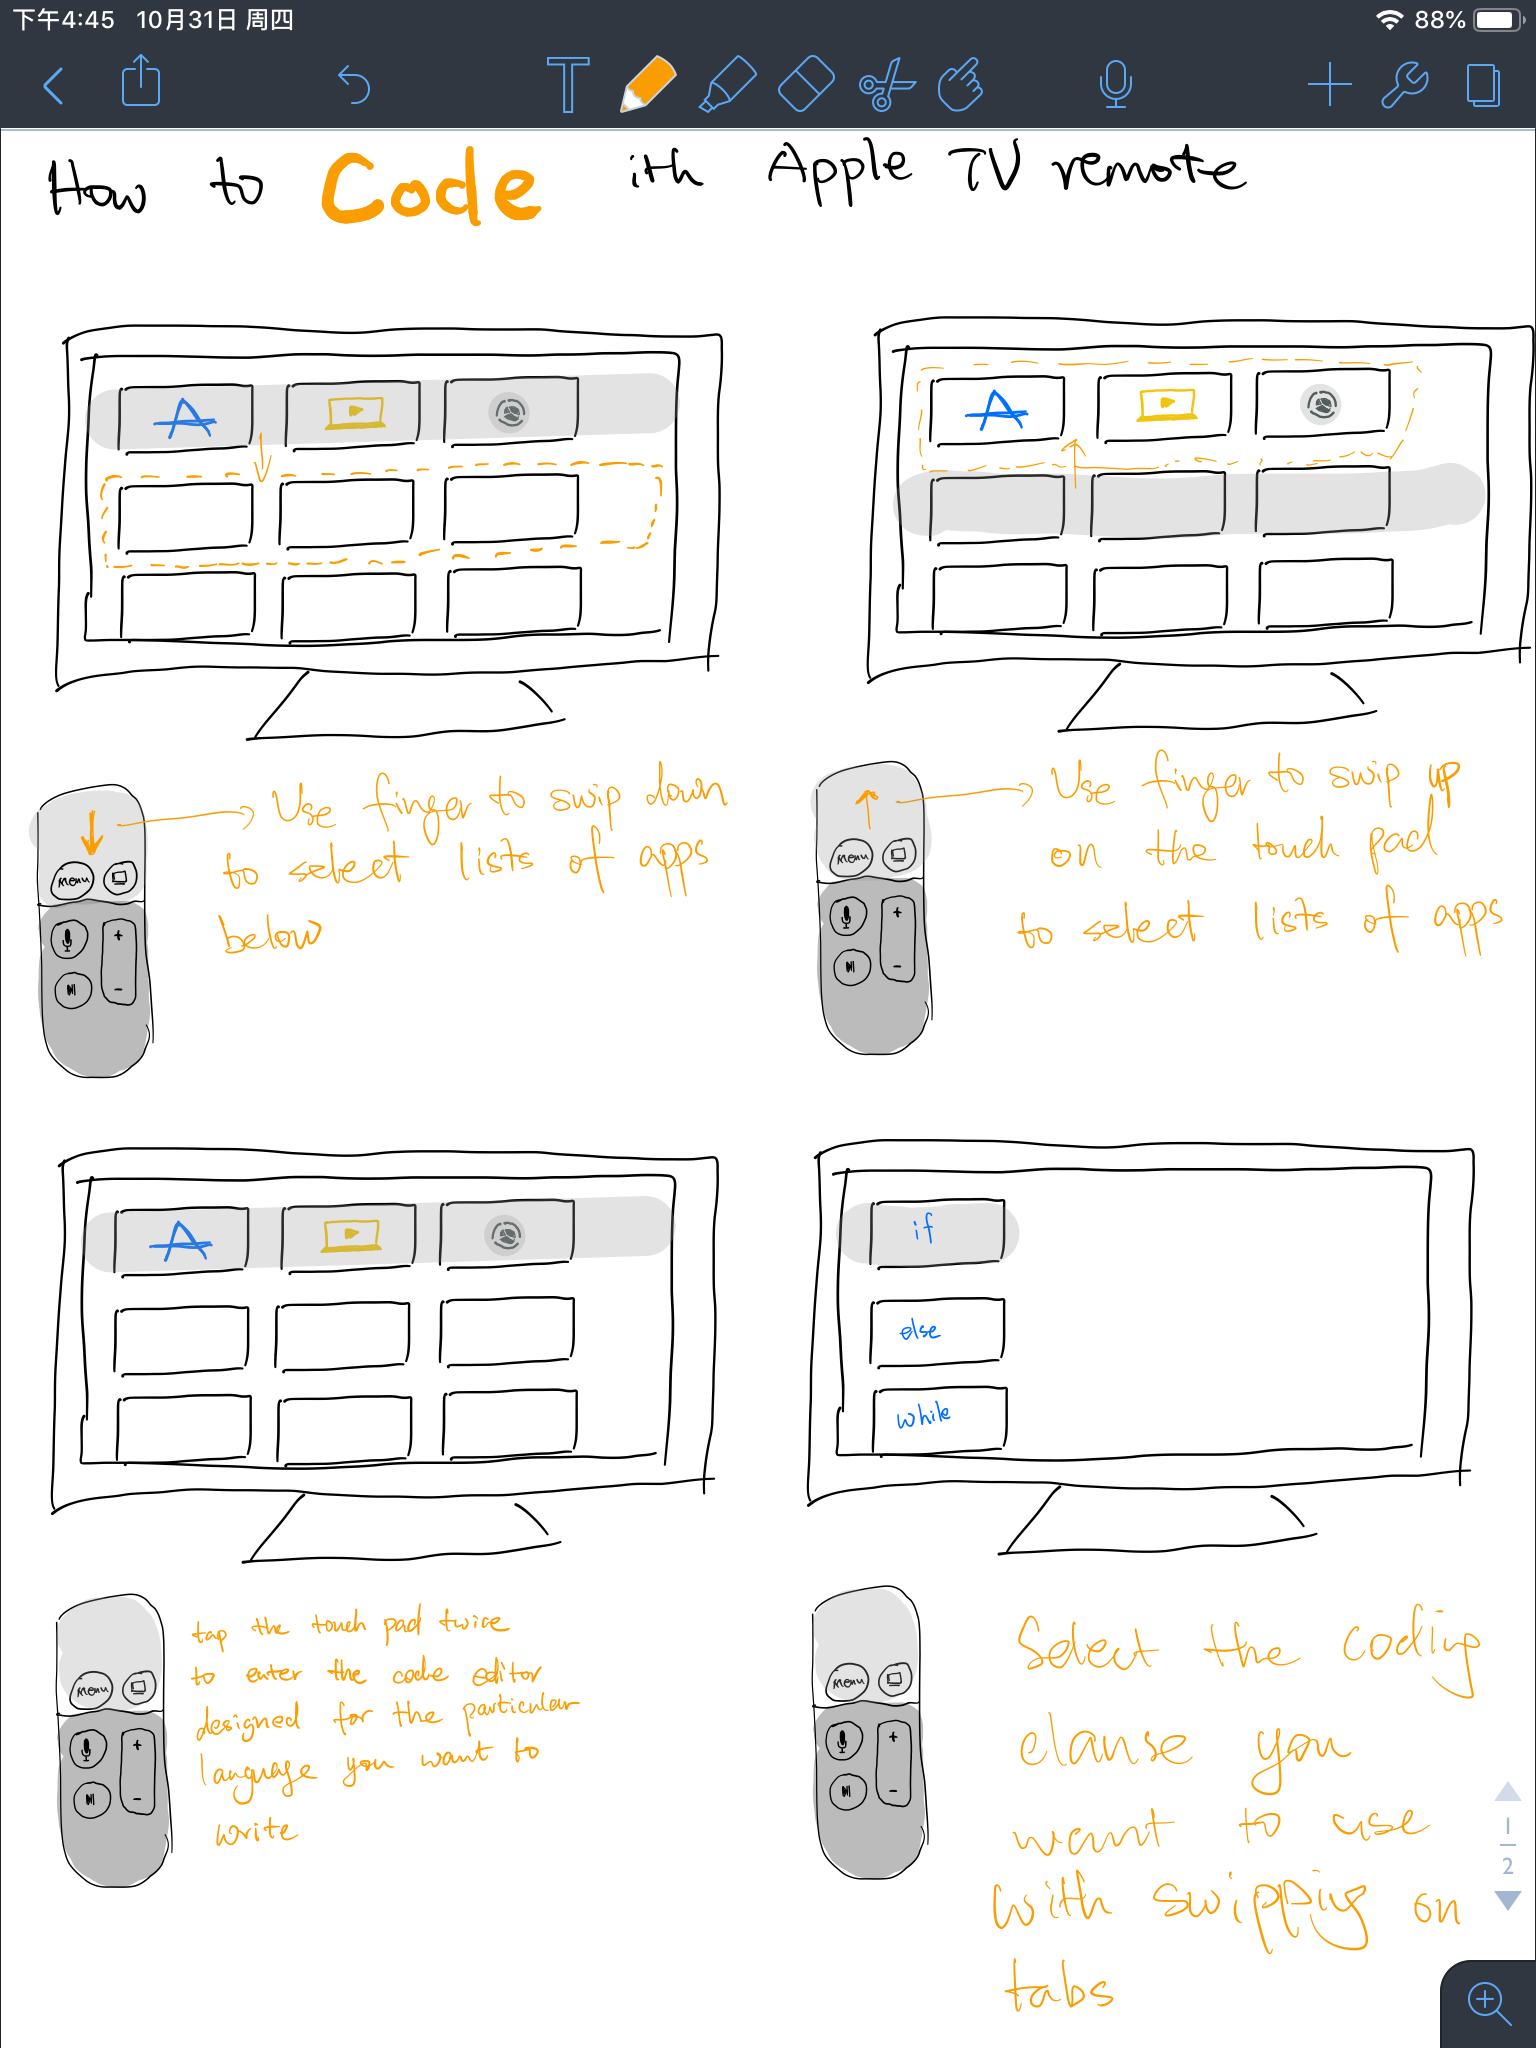 下午4:45 10月31日 周四
88%
T
How to Code ith Apple TV remote
A
A
Use finger to swip down
to select lists of apps
below
Menu
+
-
Use finger to swip up
on the touch pad
to select lists of apps
Menu
+
-
A
if
else
while
tap the touch pad twice
to enter the code editor
designed for the particular
language you want to
write
Menu
+
-
Select the coding
clause you
want to use
with swipping on
tabs
Menu
+
-
1
2